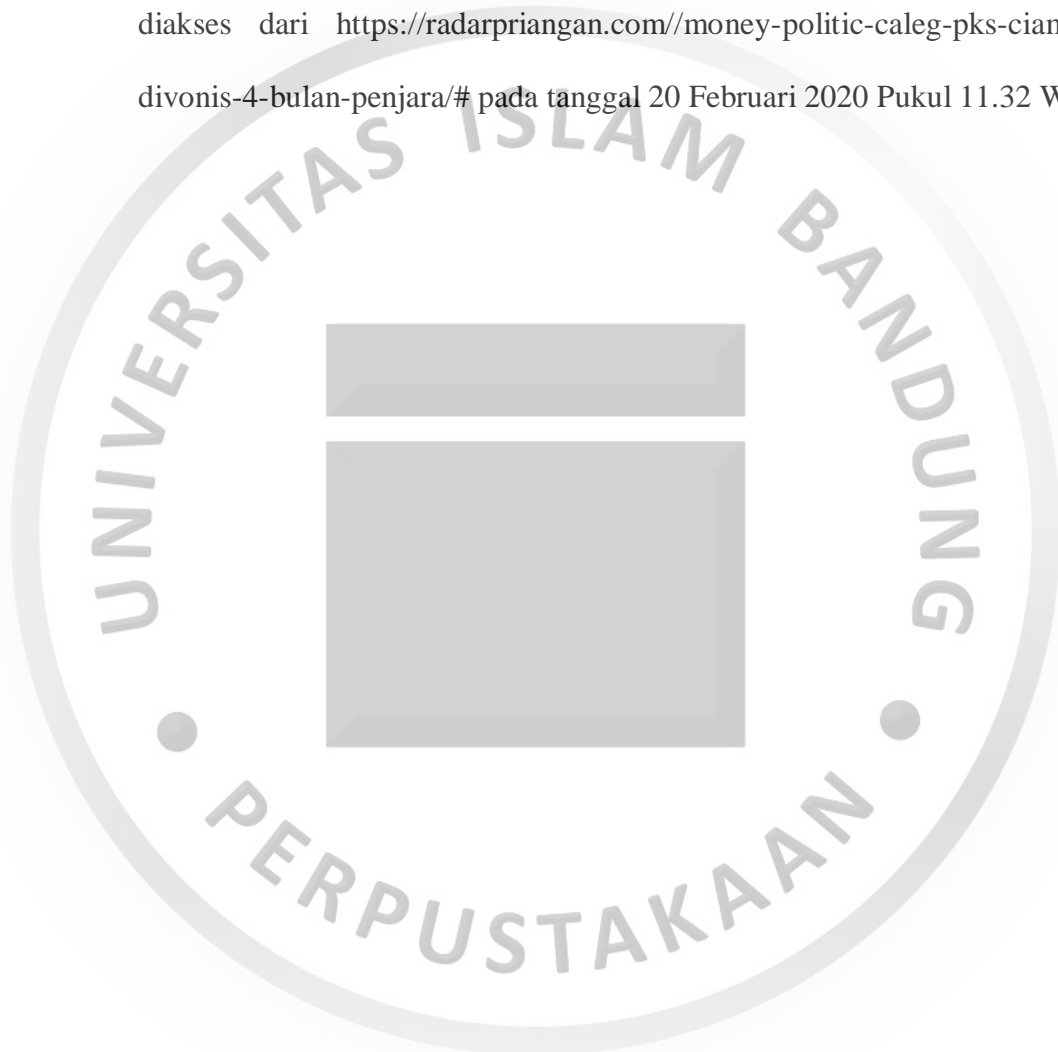 diakses dari https://radarpriangan.com//money-politic-caleg-pks-cian
divonis-4-bulan-penjara/# pada tanggal 20 Februari 2020 Pukul 11.32 W
UNIVERSITAS ISLAM BANDUNG
PERPUSTAKAAN